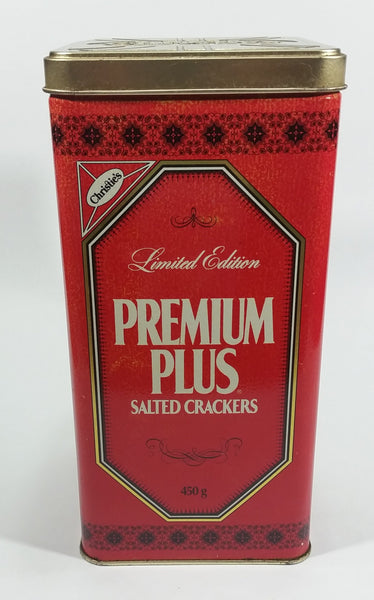 Christie's
Limited Edition
PREMIUM
PLUS
SALTED CRACKERS
450 g